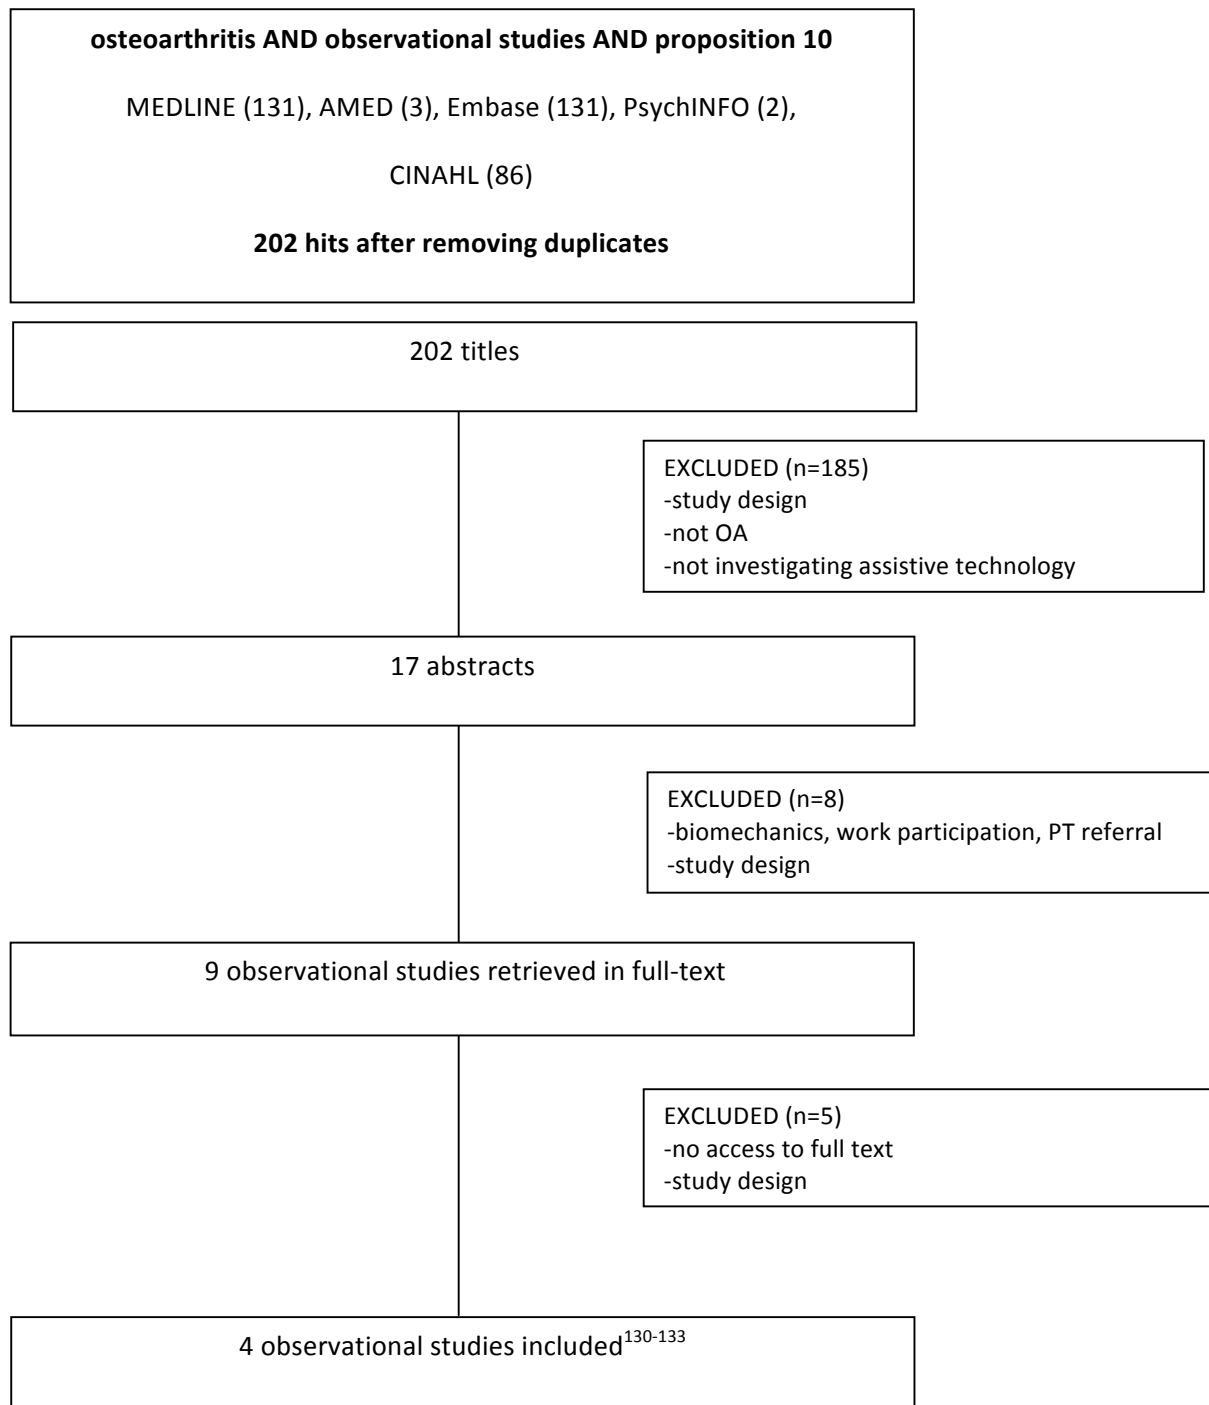 osteoarthritis AND observational studies AND proposition 10
MEDLINE (131), AMED (3), Embase (131), PsychINFO (2),
CINAHL (86)
202 hits after removing duplicates
202 titles
EXCLUDED (n=185)
-study design
-not OA
-not investigating assistive technology
17 abstracts
EXCLUDED (n=8)
-biomechanics, work participation, PT referral
-study design
9 observational studies retrieved in full-text
EXCLUDED (n=5)
-no access to full text
-study design
4 observational studies included130-133